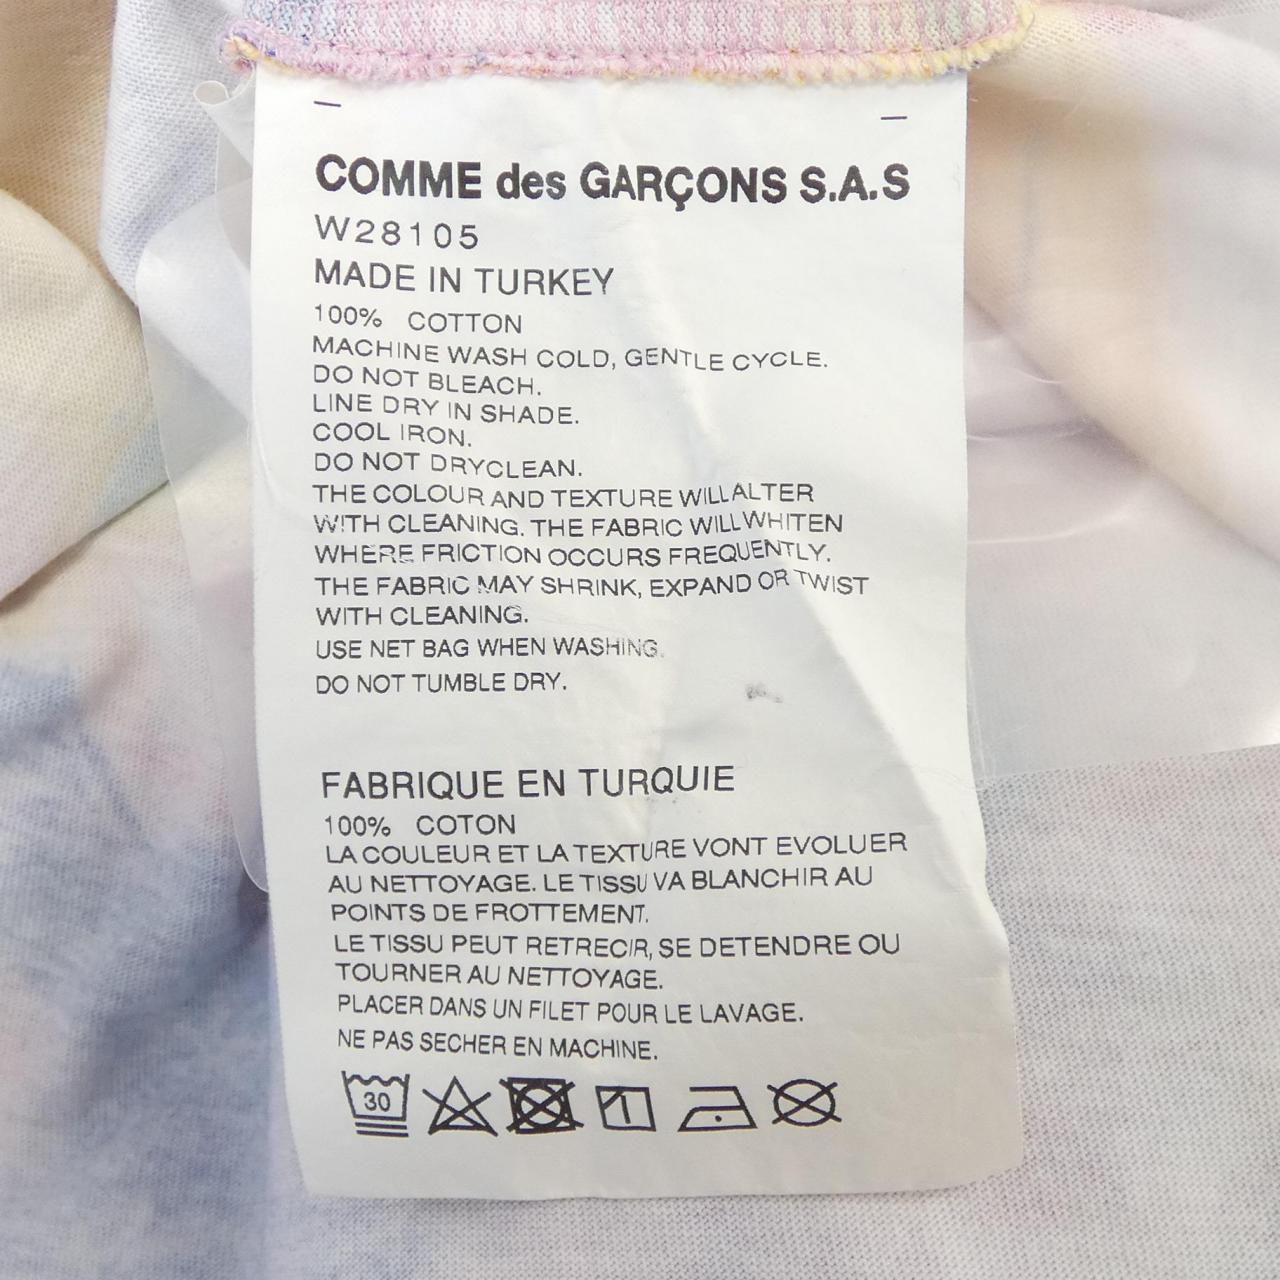 COMME des GARÇONS S.A.S
W28105
MADE IN TURKEY
100% COTTON
MACHINE WASH COLD, GENTLE CYCLE.
DO NOT BLEACH.
LINE DRY IN SHADE.
COOL IRON.
DO NOT DRYCLEAN.
THE COLOUR AND TEXTURE WILL ALTER
WITH CLEANING. THE FABRIC WILL WHITEN
WHERE FRICTION OCCURS FREQUENTLY.
THE FABRIC MAY SHRINK, EXPAND OR TWIST
WITH CLEANING.
USE NET BAG WHEN WASHING.
DO NOT TUMBLE DRY.
FABRIQUE EN TURQUIE
100% COTON
LA COULEUR ET LA TEXTURE VONT EVOLUER
AU NETTOYAGE. LE TISSU VA BLANCHIR AU
POINTS DE FROTTEMENT.
LE TISSU PEUT RETRECIR, SE DETENDRE OU
TOURNER AU NETTOYAGE.
PLACER DANS UN FILET POUR LE LAVAGE.
NE PAS SECHER EN MACHINE.
30